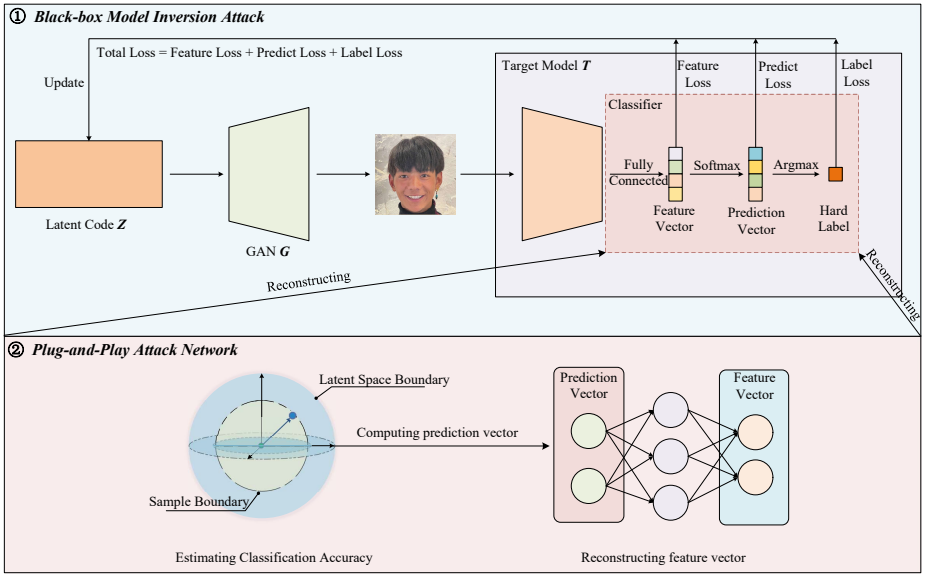 ① Black-box Model Inversion Attack
Total Loss = Feature Loss + Predict Loss + Label Loss
Update
Latent Code Z
GAN G
Target Model T
Feature
Loss
Predict
Loss
Label
Loss
Classifier
Fully
Connected
Softmax
Argmax
Feature
Vector
Prediction
Vector
Hard
Label
Reconstructing
Reconstructing
② Plug-and-Play Attack Network
Latent Space Boundary
Sample Boundary
Computing prediction vector
Prediction
Vector
Feature
Vector
Estimating Classification Accuracy
Reconstructing feature vector